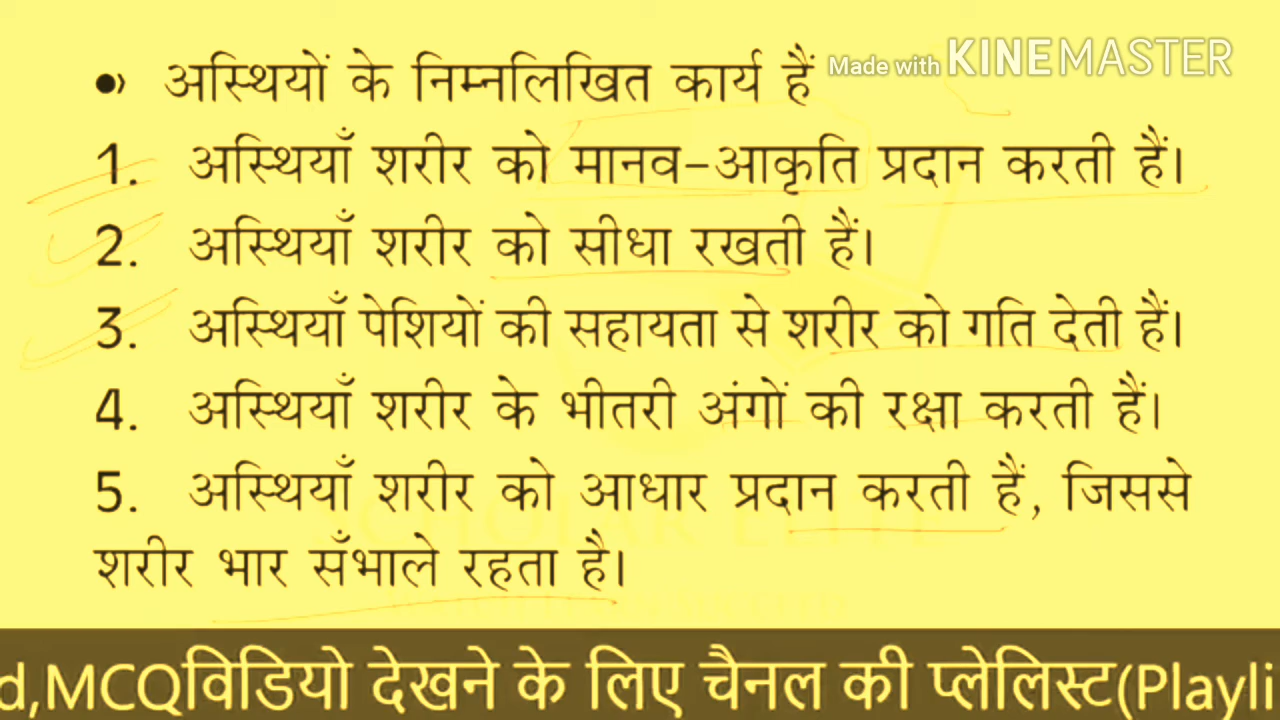 •) अस्थियों के निम्नलिखित कार्य हैं
Made with KINEMASTER
1. अस्थियाँ शरीर को मानव-आकृति प्रदान करती हैं।
2. अस्थियाँ शरीर को सीधा रखती हैं।
3. अस्थियाँ पेशियों की सहायता से शरीर को गति देती हैं।
4. अस्थियाँ शरीर के भीतरी अंगों की रक्षा करती हैं।
5. अस्थियाँ शरीर को आधार प्रदान करती हैं, जिससे
शरीर भार सँभाले रहता है।
d,MCQविडियो देखने के लिए चैनल की प्लेलिस्ट(Playli